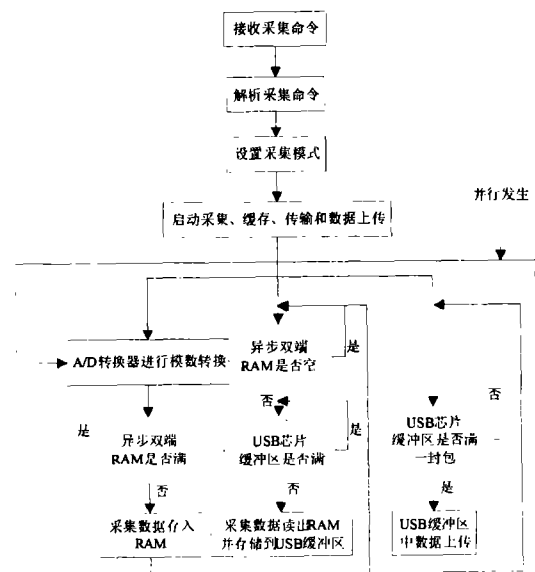 接收采集命令
解析采集命令
设置采集模式
并行发生
启动采集、缓存、传输和数据上传
A/D转换器进行模数转换
异步双端
RAM是否空
是
是
异步双端
RAM是否满
否
否
USB芯片
缓冲区是否满
是
否
采集数据存入
RAM
采集数据读出RAM
并存储到USB缓冲区
否
USB芯片
缓冲区是否满
一封包
是
USB缓冲区
中数据上传